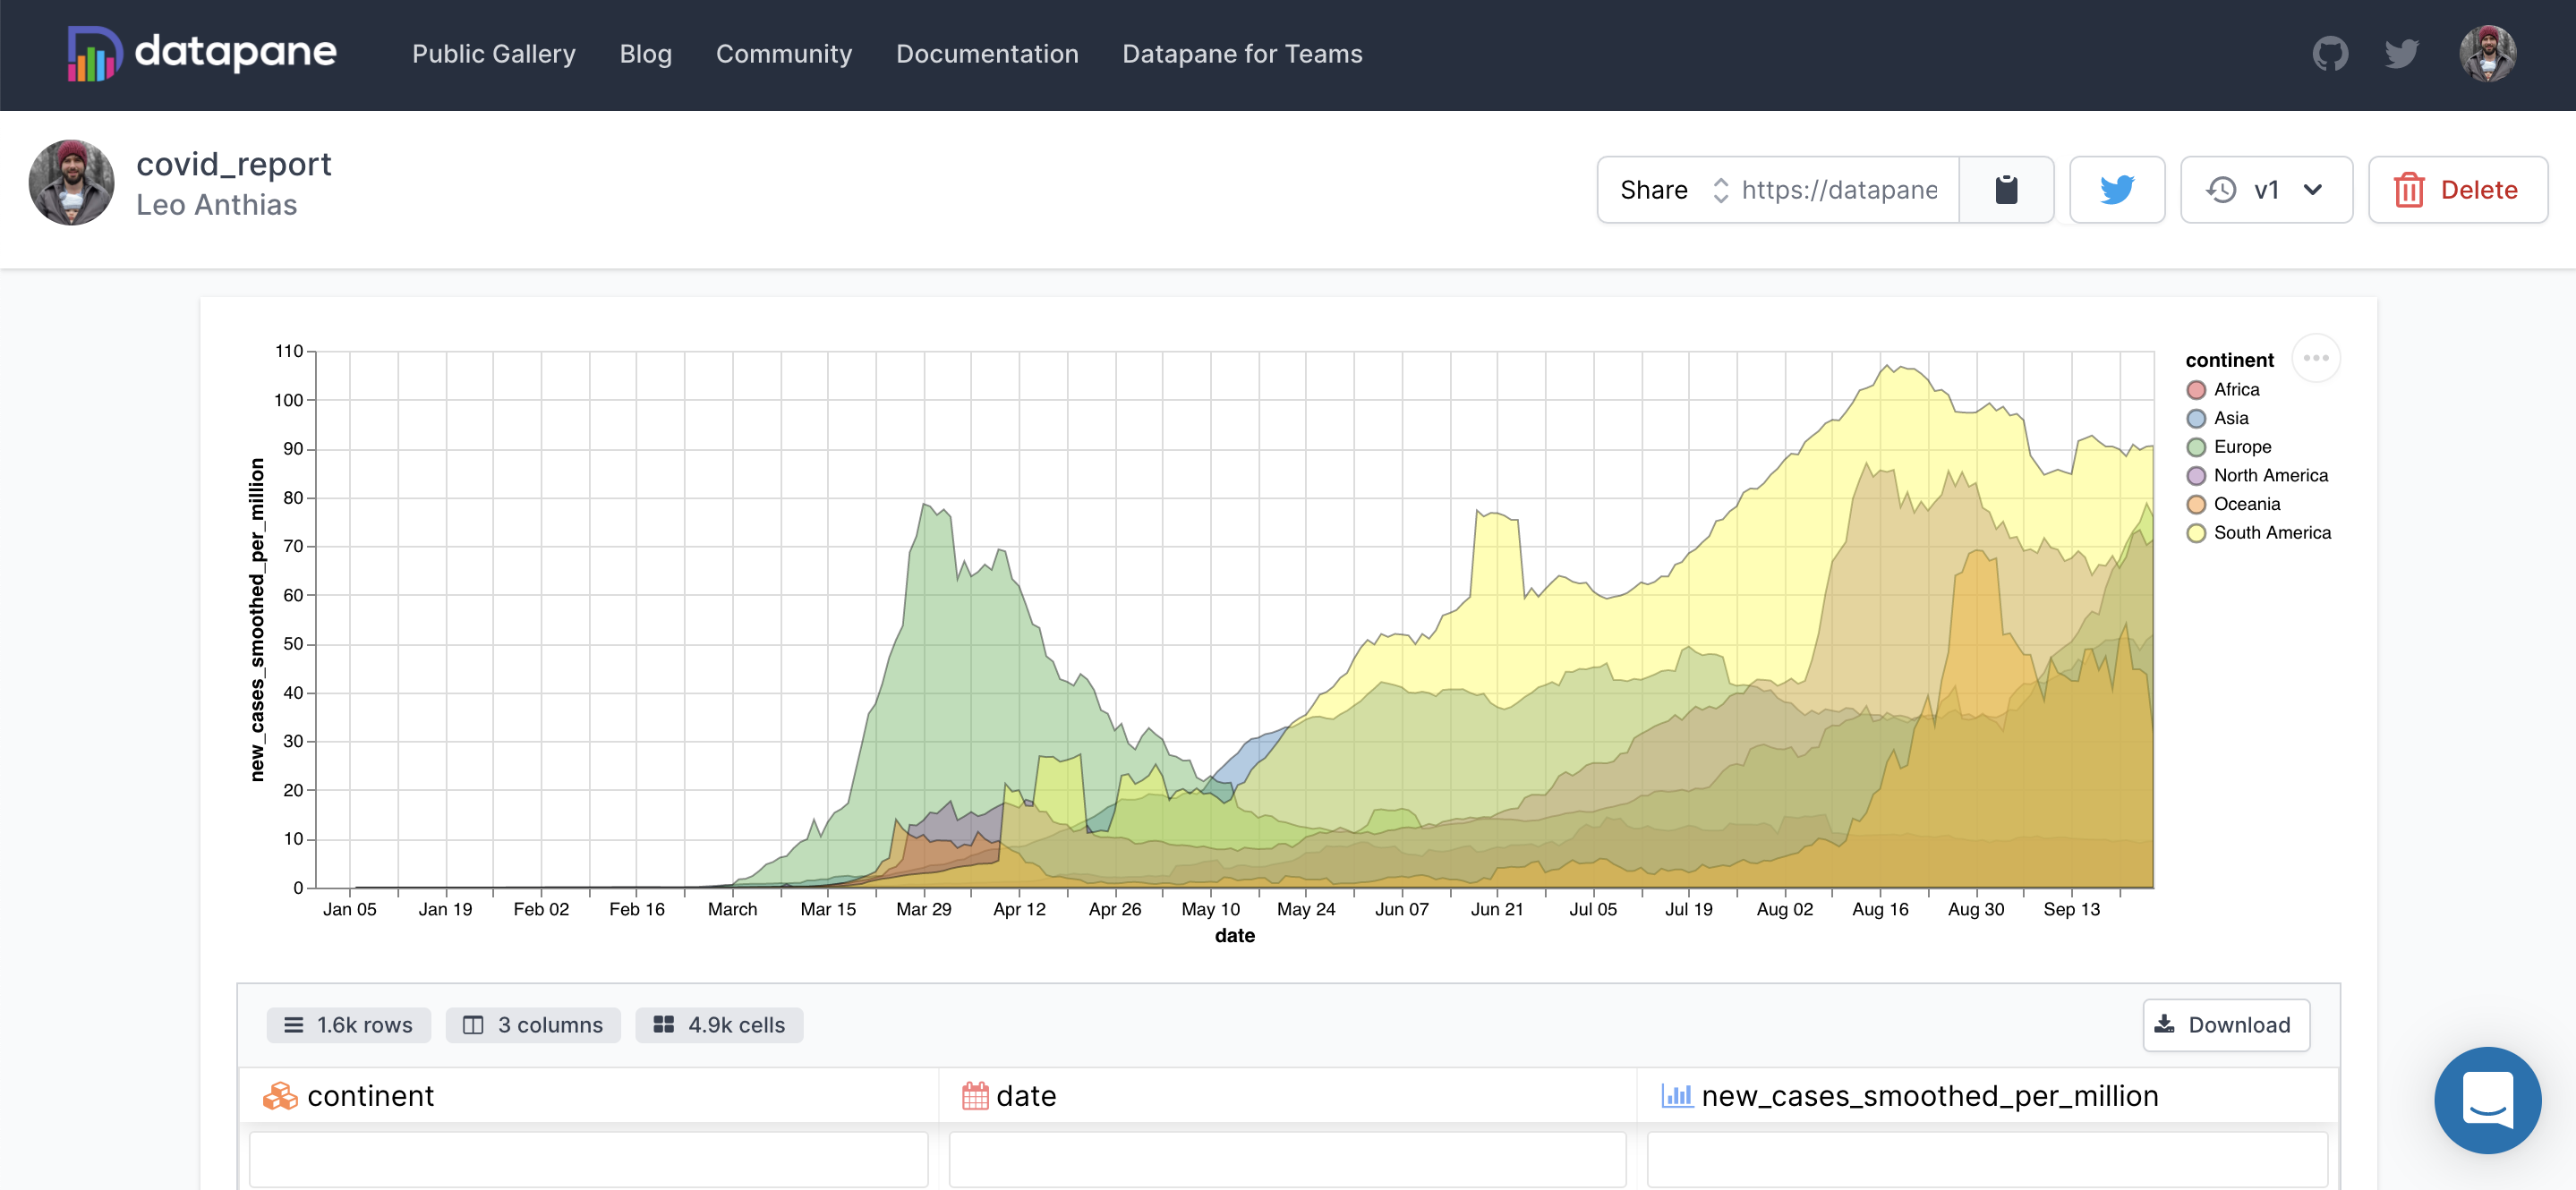 datapane Public Gallery Blog Community Documentation Datapane for Teams
covid_report
Leo Anthias
Share https://datapane v1 Delete
110
100
90
80
70
60
50
40
30
20
10
0
new_cases_smoothed_per_million
Jan 05 Jan 19 Feb 02 Feb 16 March Mar 15 Mar 29 Apr 12 Apr 26 May 10 May 24 Jun 07 Jun 21 Jul 05 Jul 19 Aug 02 Aug 16 Aug 30 Sep 13
date
continent
Africa
Asia
Europe
North America
Oceania
South America
1.6k rows 3 columns 4.9k cells Download
continent date new_cases_smoothed_per_million